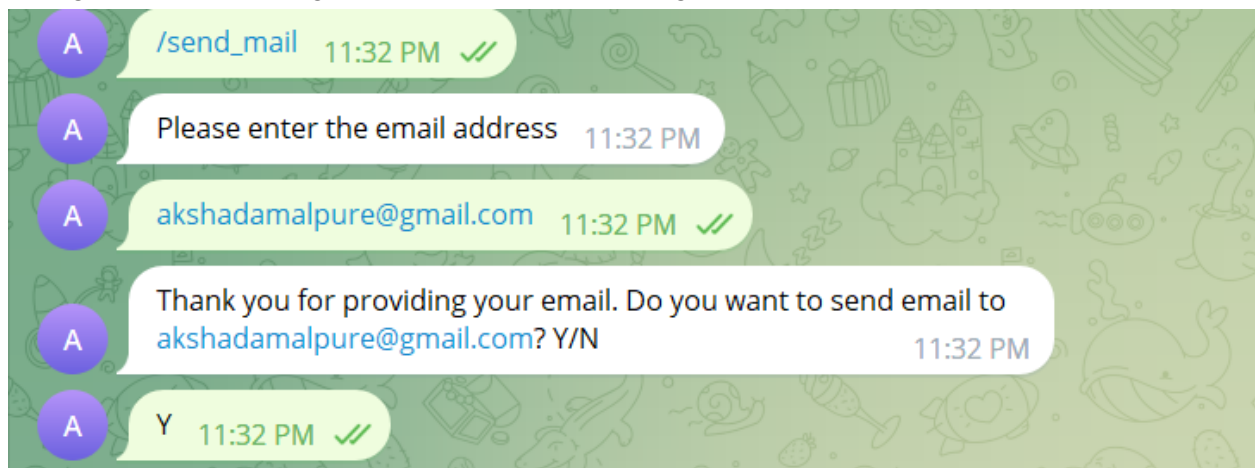 A /send_mail 11:32 PM
A Please enter the email address 11:32 PM
A akshadamalpure@gmail.com 11:32 PM
Thank you for providing your email. Do you want to send email to
A akshadamalpure@gmail.com? Y/N 11:32 PM
A Y 11:32 PM